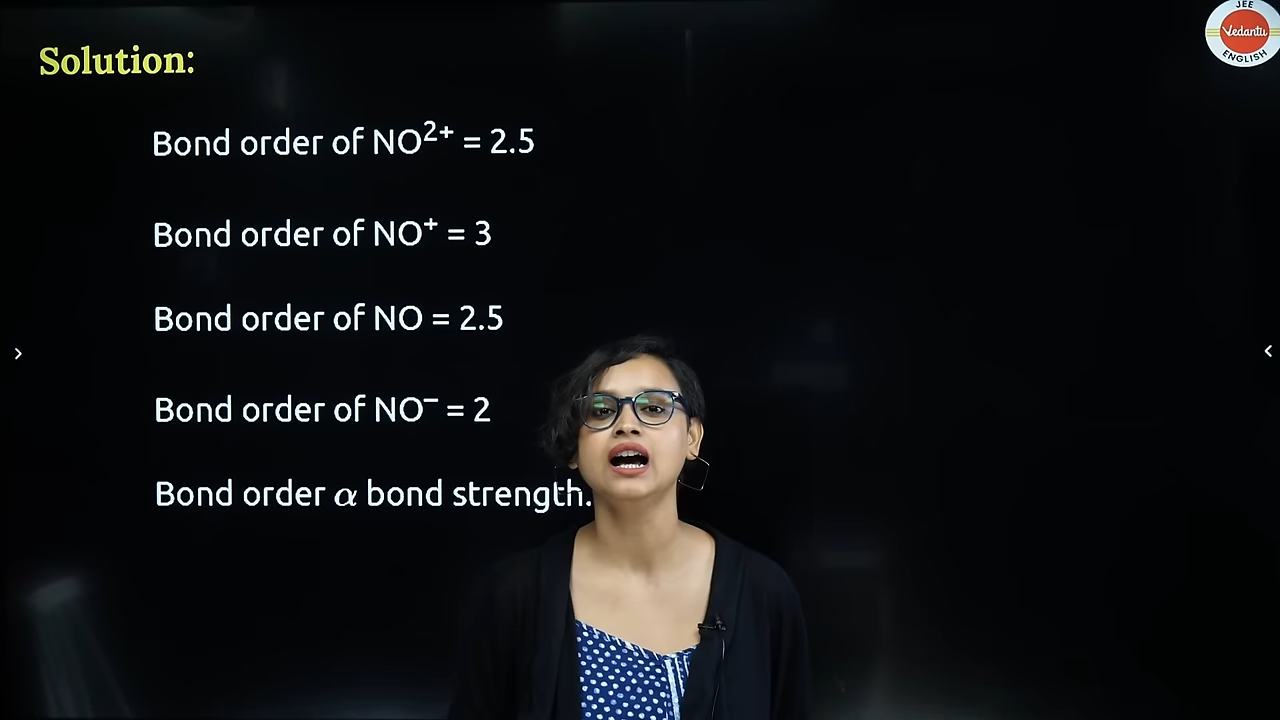 JEE
Vedantu
ENGLISH
Solution:
Bond order of NO²⁺ = 2.5
Bond order of NO⁺ = 3
Bond order of NO = 2.5
Bond order of NO⁻ = 2
Bond order α bond strength.